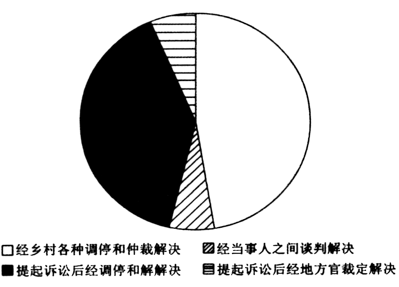 经乡村各种调停和仲裁解决 经当事人之间谈判解决
提起诉讼后经调停和解解决 提起诉讼后经地方官裁定解决